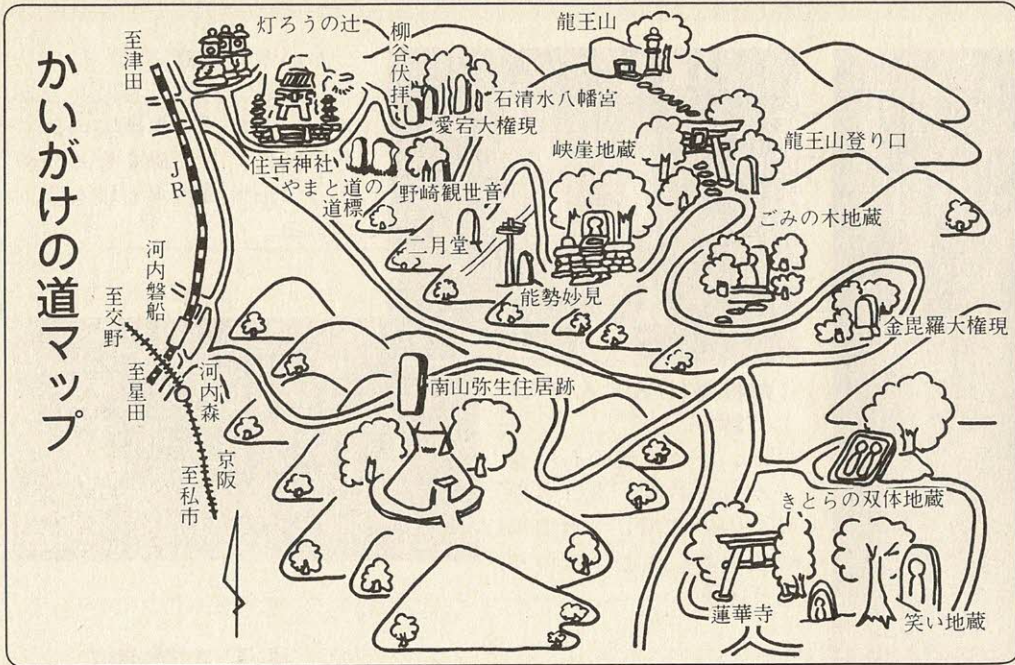 かいがけの道マップ
至津田
灯ろうの辻
柳谷伏拝
龍王山
石清水八幡宮
愛宕大権現
峡崖地蔵
龍王山登り口
住吉神社
やまと道の
道標
野崎観世音
ごみの木地蔵
二月堂
能勢妙見
金毘羅大権現
JR
河内磐船
至交野
至星田
河内森
京阪
至私市
南山弥生住居跡
きとらの双体地蔵
蓮華寺
笑い地蔵